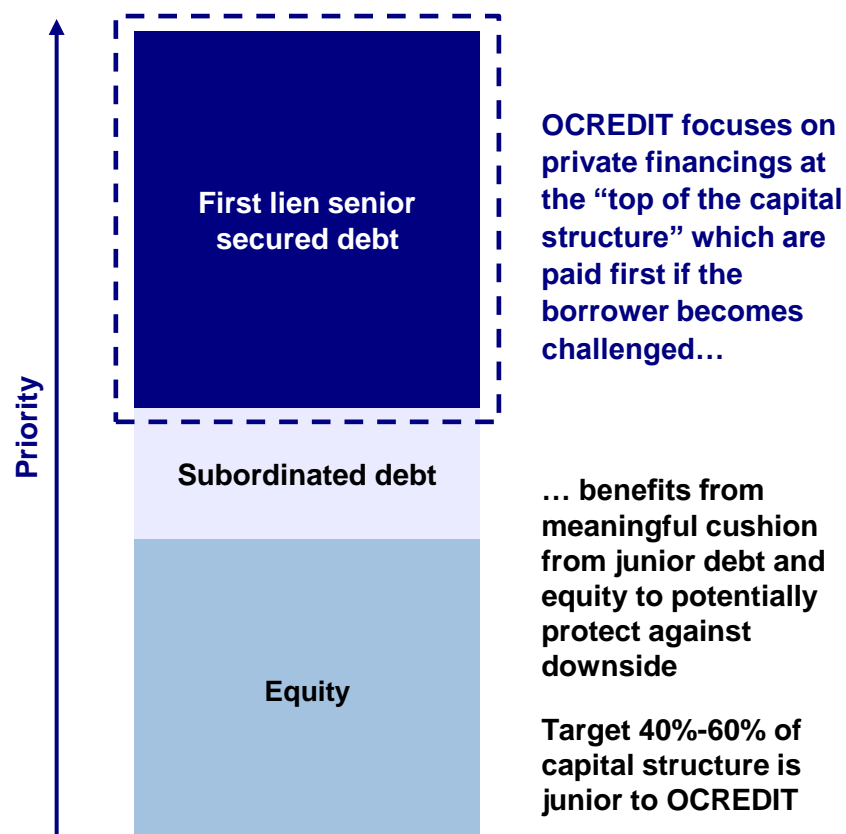 Priority
First lien senior
secured debt
Subordinated debt
Equity
OCREDIT focuses on
private financings at
the “top of the capital
structure” which are
paid first if the
borrower becomes
challenged…
… benefits from
meaningful cushion
from junior debt and
equity to potentially
protect against
downside
Target 40%-60% of
capital structure is
junior to OCREDIT